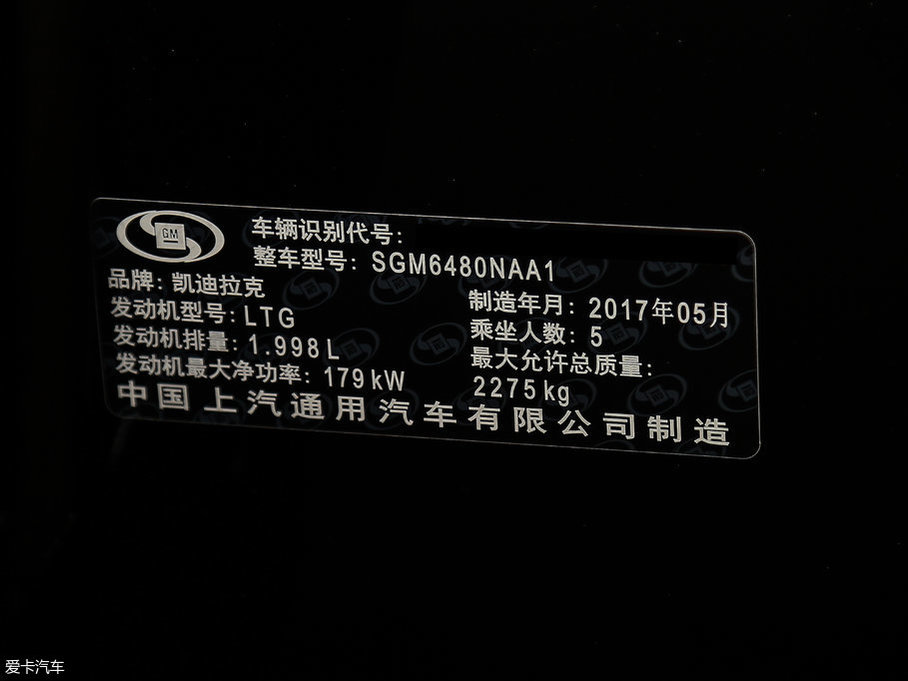 GM
车辆识别代号:
整车型号: SGM6480NAA1
品牌: 凯迪拉克
制造年月: 2017年05月
发动机型号: LTG
乘坐人数: 5
发动机排量: 1.998L
最大允许总质量:
发动机最大净功率: 179kW
2275kg
中国上汽通用汽车有限公司制造
爱卡汽车